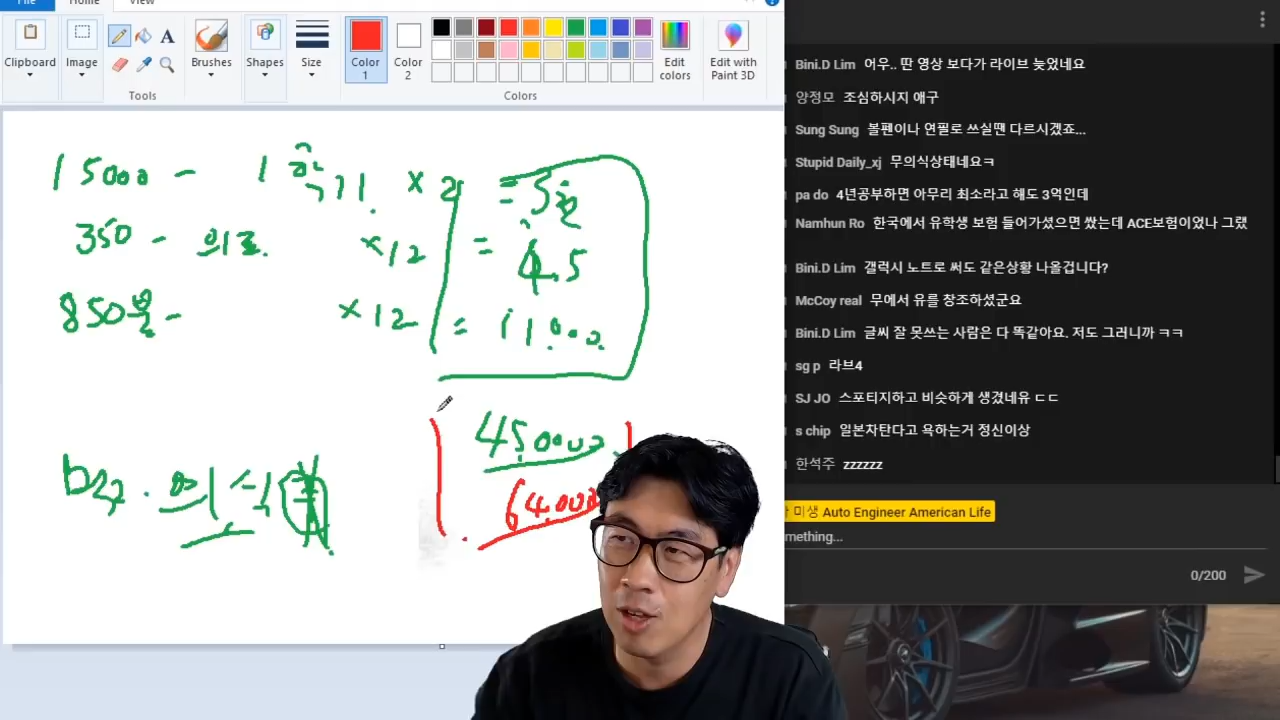 File Home View
Clipboard
Image
Tools
Brushes
Shapes
Size
Color 1
Color 2
Edit colors
Edit with Paint 3D
Colors
15000 - 1 학기 × 2 = 3만
350 - 의료 ×12 = 4.5
850불 - ×12 = 11000
45,000
64,000
Bini.D Lim 어우.. 딴 영상 보다가 라이브 늦었네요
양정모 조심하시지 애구
Sung Sung 볼펜이나 연필로 쓰실땐 다르시겠죠...
Stupid Daily_xj 무의식상태네요ㅋ
pa do 4년공부하면 아무리 최소라고 해도 3억인데
Namhun Ro 한국에서 유학생 보험 들어가셨으면 쌌는데 ACE보험이었나 그랬
Bini.D Lim 갤럭시 노트로 써도 같은상황 나올겁니다?
McCoy real 무에서 유를 창조하셨군요
Bini.D Lim 글씨 잘 못쓰는 사람은 다 똑같아요. 저도 그러니까 ㅋㅋ
sg p 라브4
SJ JO 스포티지하고 비슷하게 생겼네유 ㄷㄷ
s chip 일본차탄다고 욕하는거 정신이상
한석주 zzzzzz
미생 Auto Engineer American Life
mething...
0/200